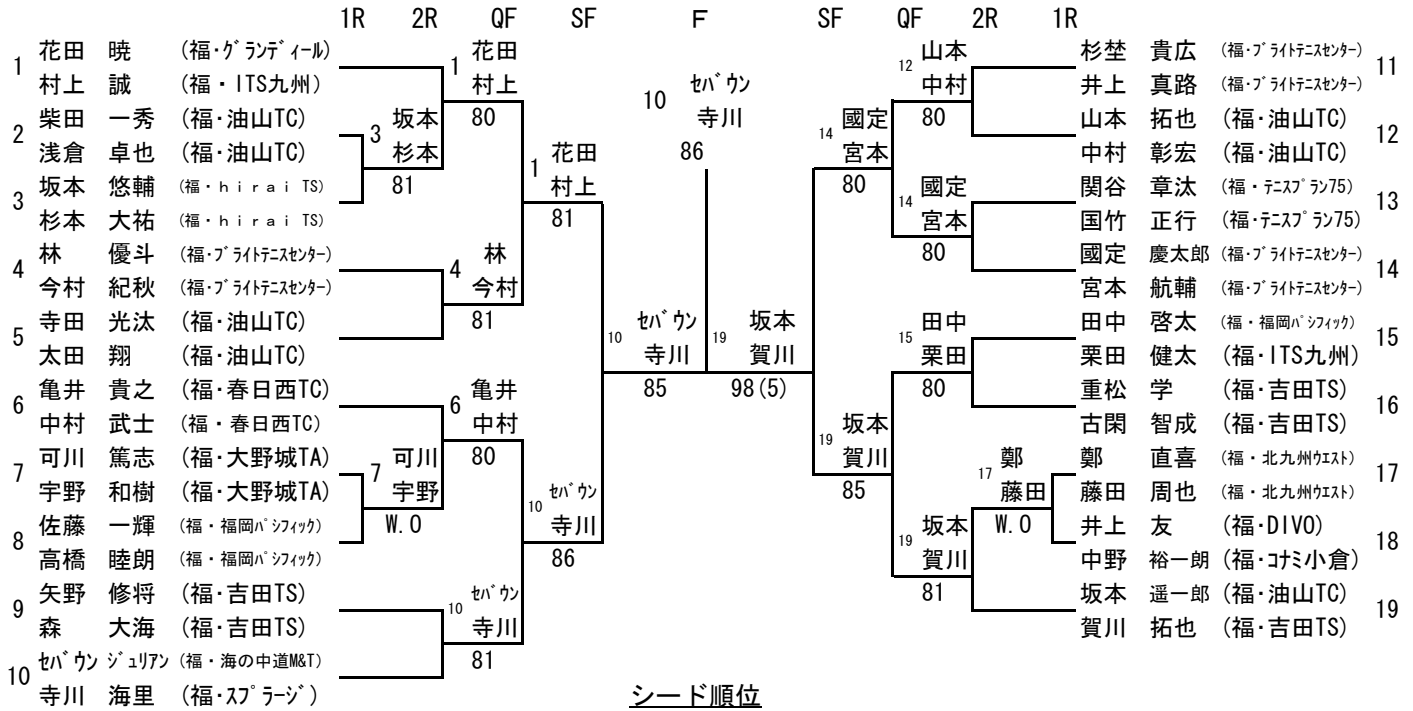 1R 2R QF SF F SF QF 2R 1R
1 花田 暁 (福・グランディール)
村上 誠 (福・ITS九州)
2 柴田 一秀 (福・油山TC)
浅倉 卓也 (福・油山TC)
3 坂本 悠輔 (福・hirai TS)
杉本 大祐 (福・hirai TS)
4 林 優斗 (福・ブライトテニスセンター)
今村 紀秋 (福・ブライトテニスセンター)
5 寺田 光汰 (福・油山TC)
太田 翔 (福・油山TC)
6 亀井 貴之 (福・春日西TC)
中村 武士 (福・春日西TC)
7 可川 篤志 (福・大野城TA)
宇野 和樹 (福・大野城TA)
8 佐藤 一輝 (福・福岡パシフィック)
高橋 睦朗 (福・福岡パシフィック)
9 矢野 修将 (福・吉田TS)
森 大海 (福・吉田TS)
10 セバウン ジュリアン (福・海の中道M&T)
寺川 海里 (福・スプラージ)
3 坂本
杉本
81
7 可川
宇野
W.O
1 花田
村上
80
4 林
今村
81
6 亀井
中村
80
10 セバウン
寺川
81
1 花田
村上
81
10 セバウン
寺川
86
10 セバウン
寺川
85
10 セバウン
寺川
86
19 坂本
賀川
98(5)
14 國定
宮本
80
19 坂本
賀川
85
12 山本
中村
80
14 國定
宮本
80
15 田中
栗田
80
19 坂本
賀川
81
17 鄭
藤田
W.O
杉埜 貴広 (福・ブライトテニスセンター) 11
井上 真路 (福・ブライトテニスセンター)
山本 拓也 (福・油山TC) 12
中村 彰宏 (福・油山TC)
関谷 章汰 (福・テニスプラン75) 13
国竹 正行 (福・テニスプラン75)
國定 慶太郎 (福・ブライトテニスセンター) 14
宮本 航輔 (福・ブライトテニスセンター)
田中 啓太 (福・福岡パシフィック) 15
栗田 健太 (福・ITS九州)
重松 学 (福・吉田TS) 16
古閑 智成 (福・吉田TS)
鄭 直喜 (福・北九州ウエスト) 17
藤田 周也 (福・北九州ウエスト)
井上 友 (福・DIVO) 18
中野 裕一朗 (福・コナミ小倉)
坂本 遥一郎 (福・油山TC) 19
賀川 拓也 (福・吉田TS)
シード順位